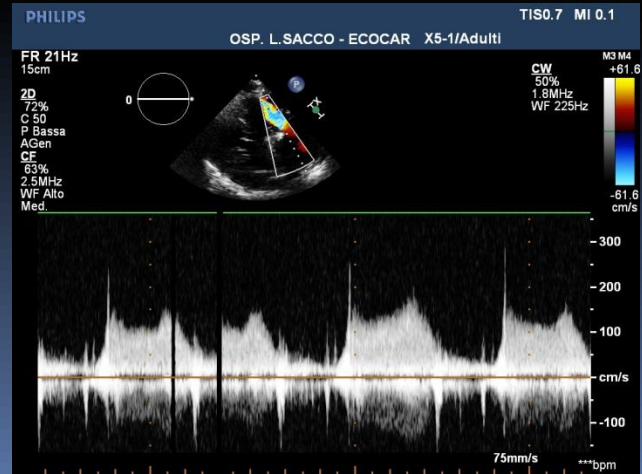 PHILIPS
TIS0.7 MI 0.1
OSP. L.SACCO - ECOCAR X5-1/Adulti
FR 21Hz
15cm
2D
72%
C 50
P Bassa
AGen
CF
63%
2.5MHz
WF Alto
Med.
0
P
CW
50%
1.8MHz
WF 225Hz
M3 M4
+61.6
-61.6
cm/s
300
200
100
cm/s
-100
75mm/s
***bpm